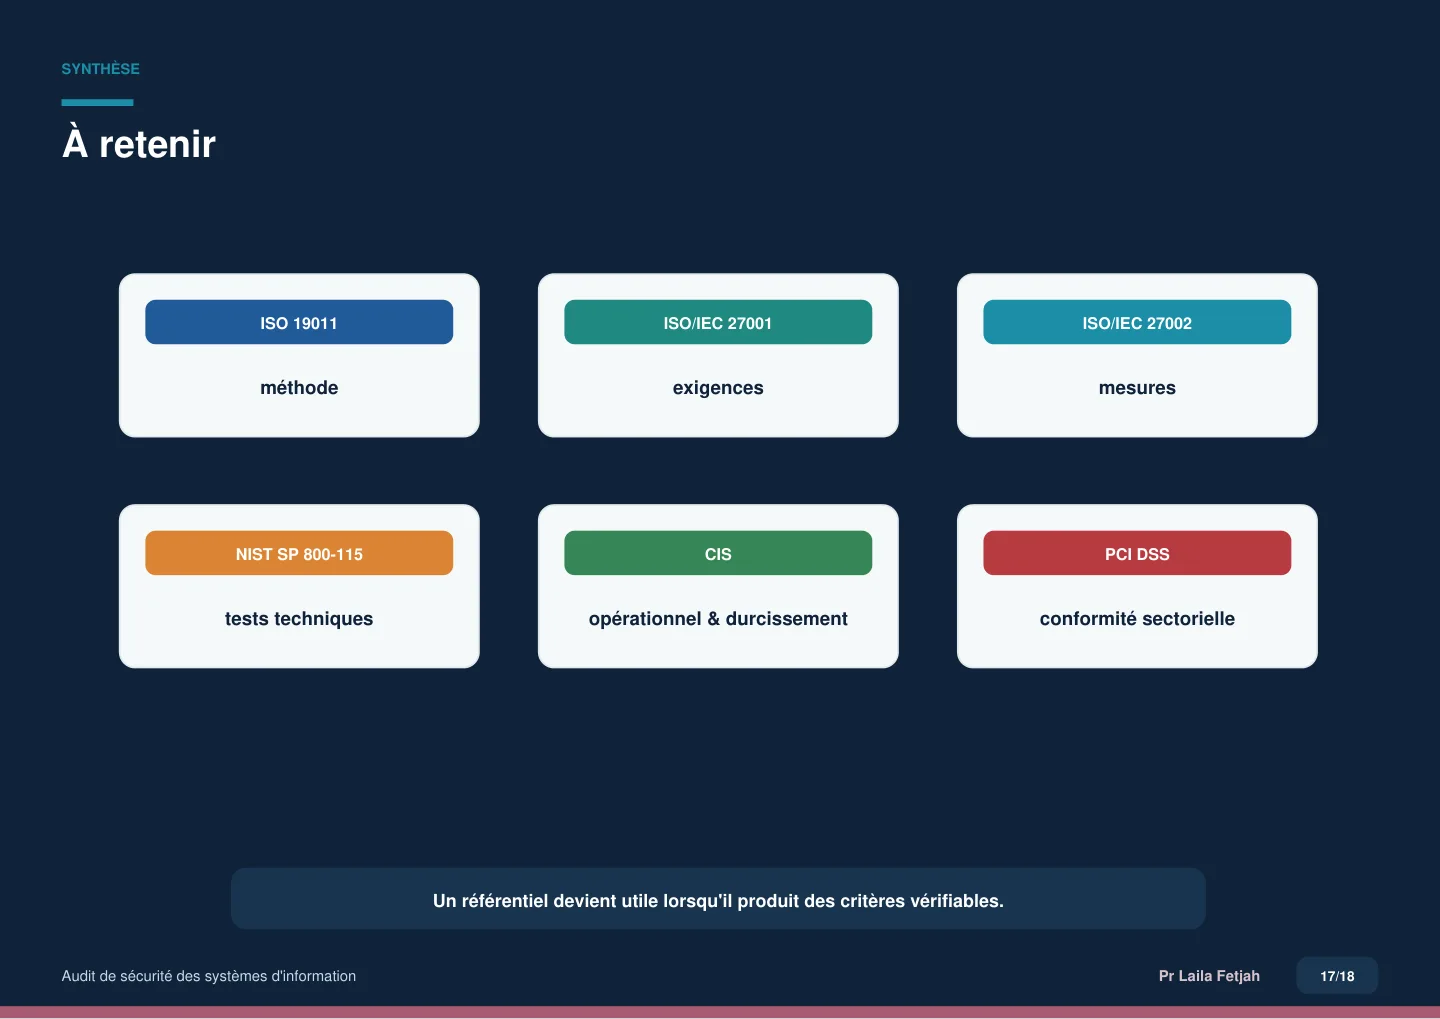 SYNTHÈSE
À retenir
ISO 19011
méthode
ISO/IEC 27001
exigences
ISO/IEC 27002
mesures
NIST SP 800-115
tests techniques
CIS
opérationnel & durcissement
PCI DSS
conformité sectorielle
Un référentiel devient utile lorsqu'il produit des critères vérifiables.
Audit de sécurité des systèmes d'information
Pr Laila Fetjah
17/18